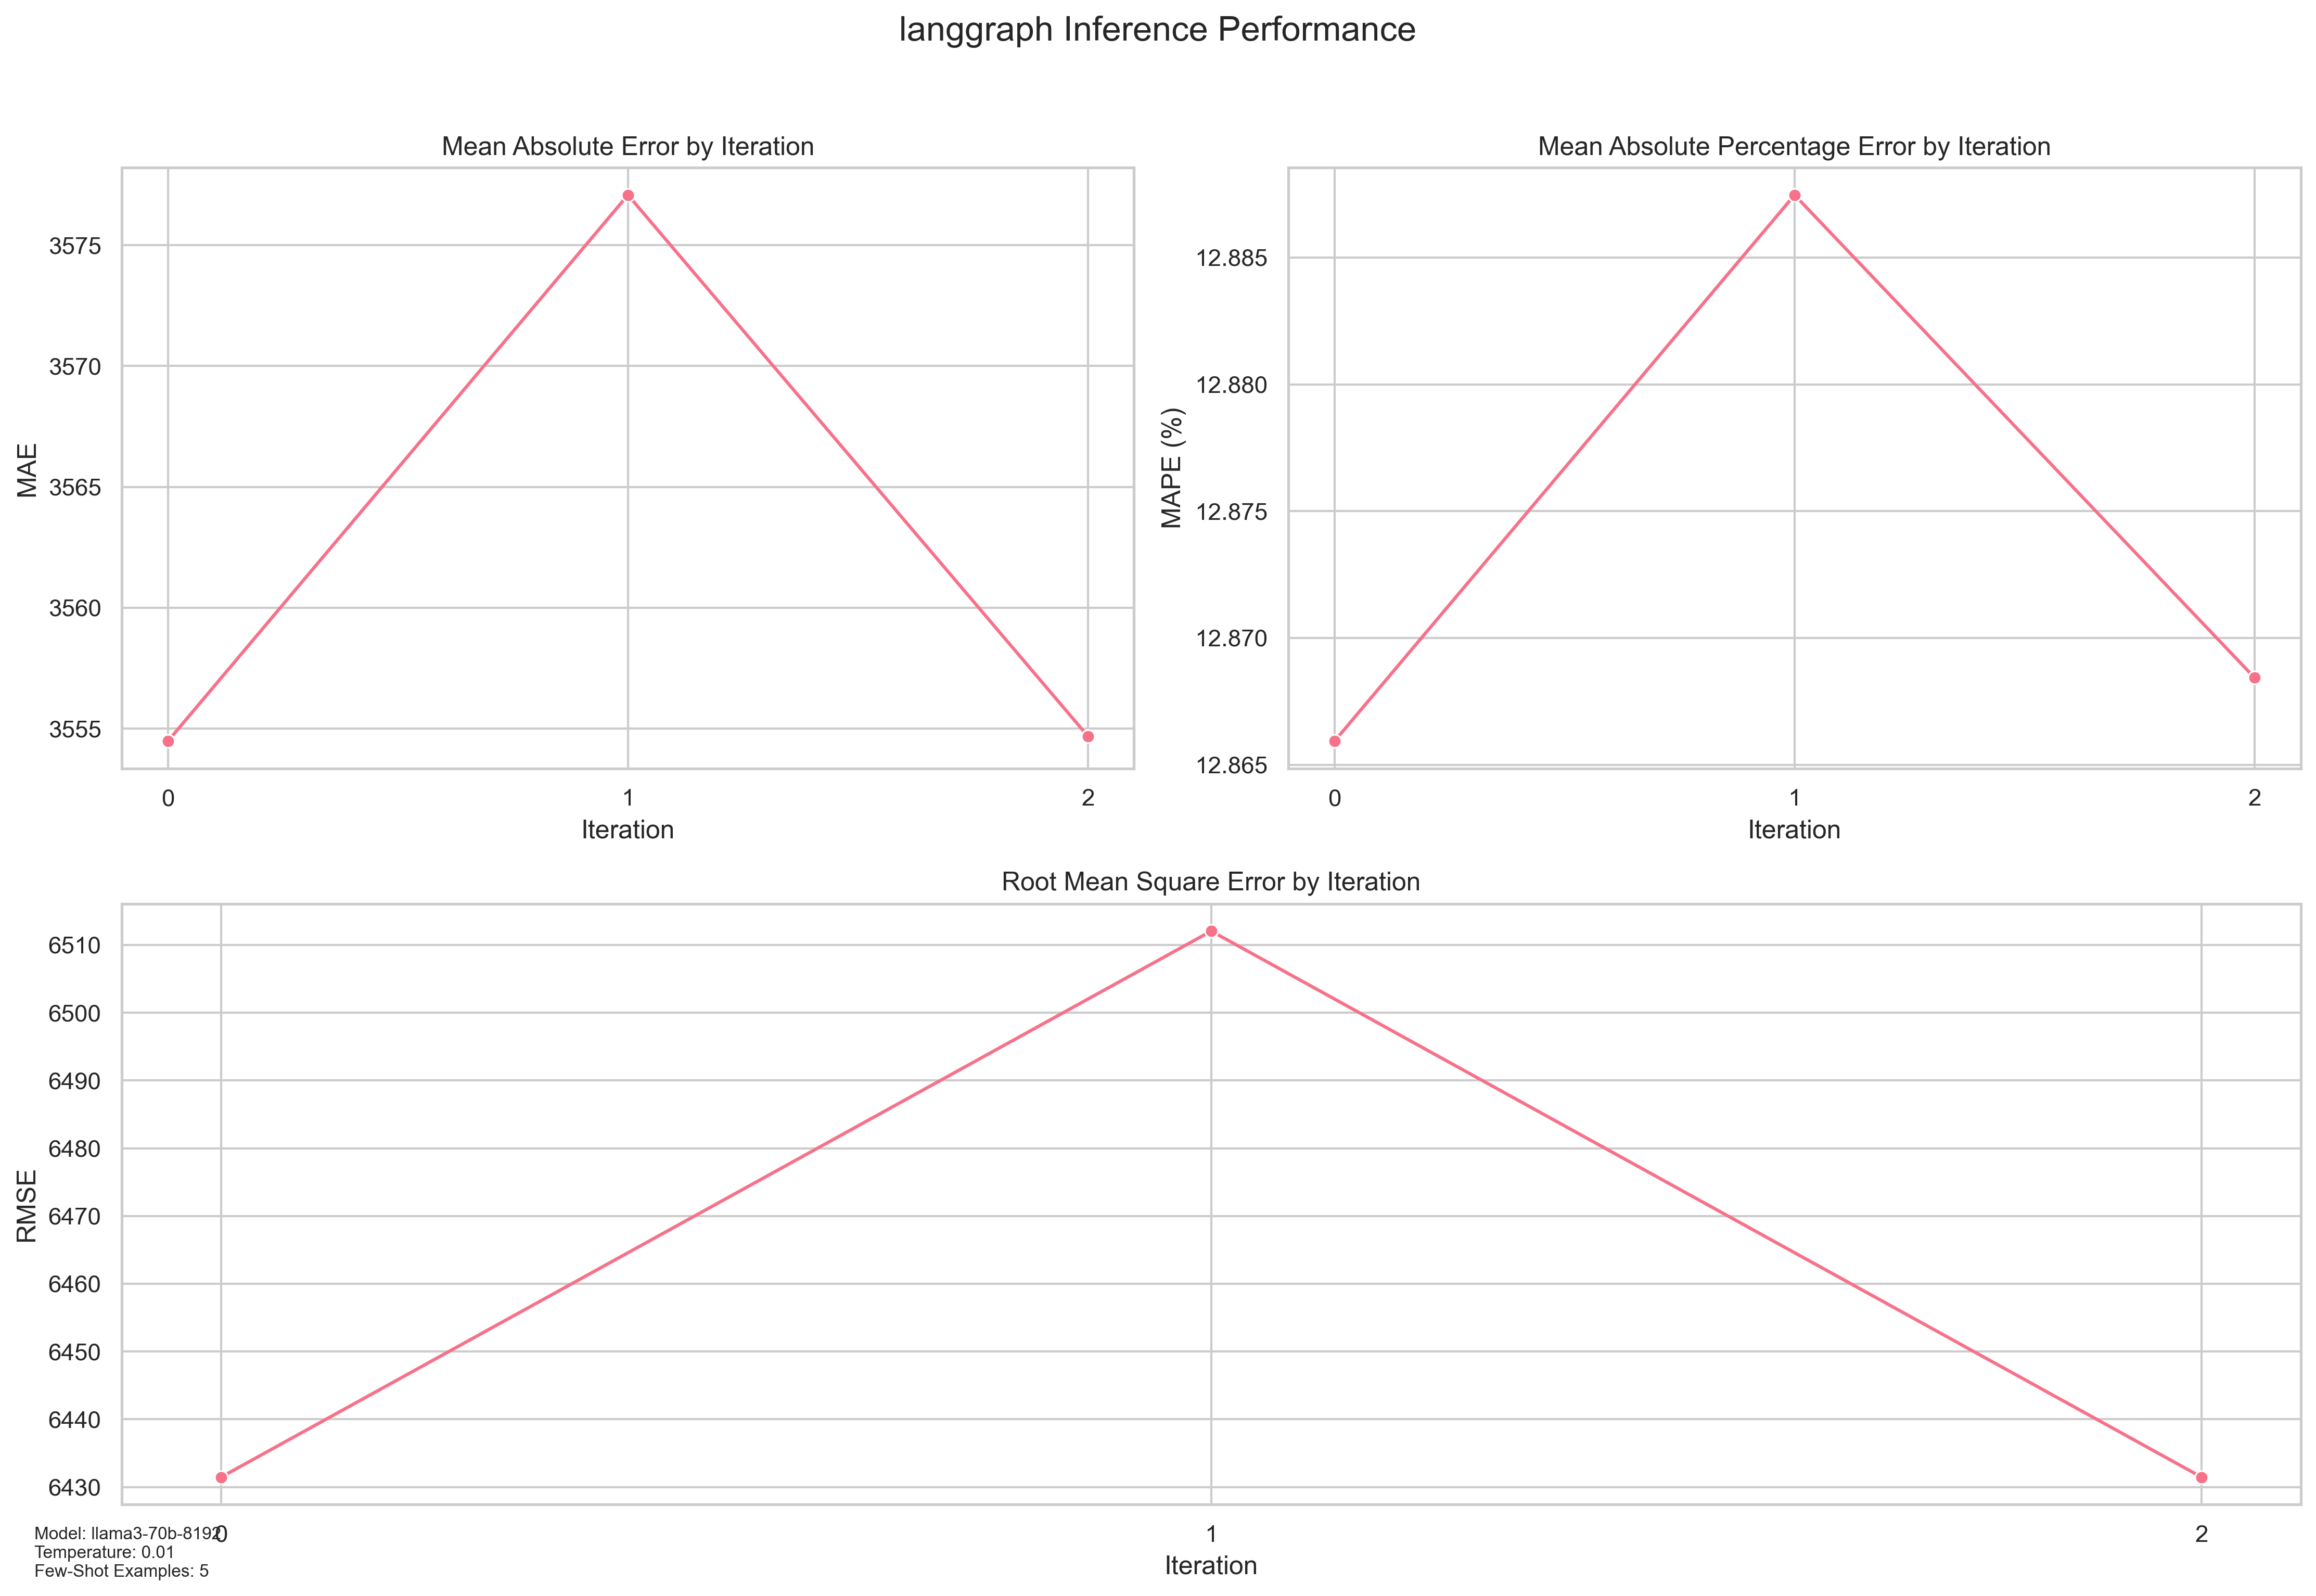 langgraph Inference Performance
Mean Absolute Error by Iteration
MAE
3575
3570
3565
3560
3555
0 1 2
Iteration
Mean Absolute Percentage Error by Iteration
MAPE (%)
12.885
12.880
12.875
12.870
12.865
0 1 2
Iteration
Root Mean Square Error by Iteration
RMSE
6510
6500
6490
6480
6470
6460
6450
6440
6430
0 1 2
Iteration
Model: llama3-70b-8192
Temperature: 0.01
Few-Shot Examples: 5